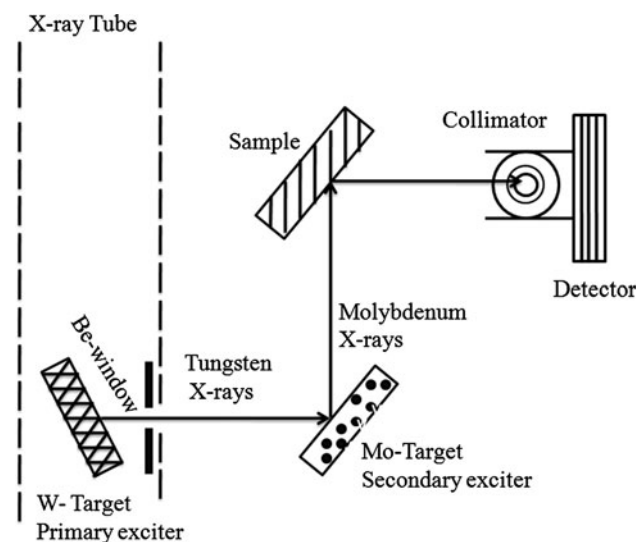 X-ray Tube
Sample
Collimator
Detector
Be-window
Tungsten
X-rays
Molybdenum
X-rays
Mo-Target
Secondary exciter
W- Target
Primary exciter